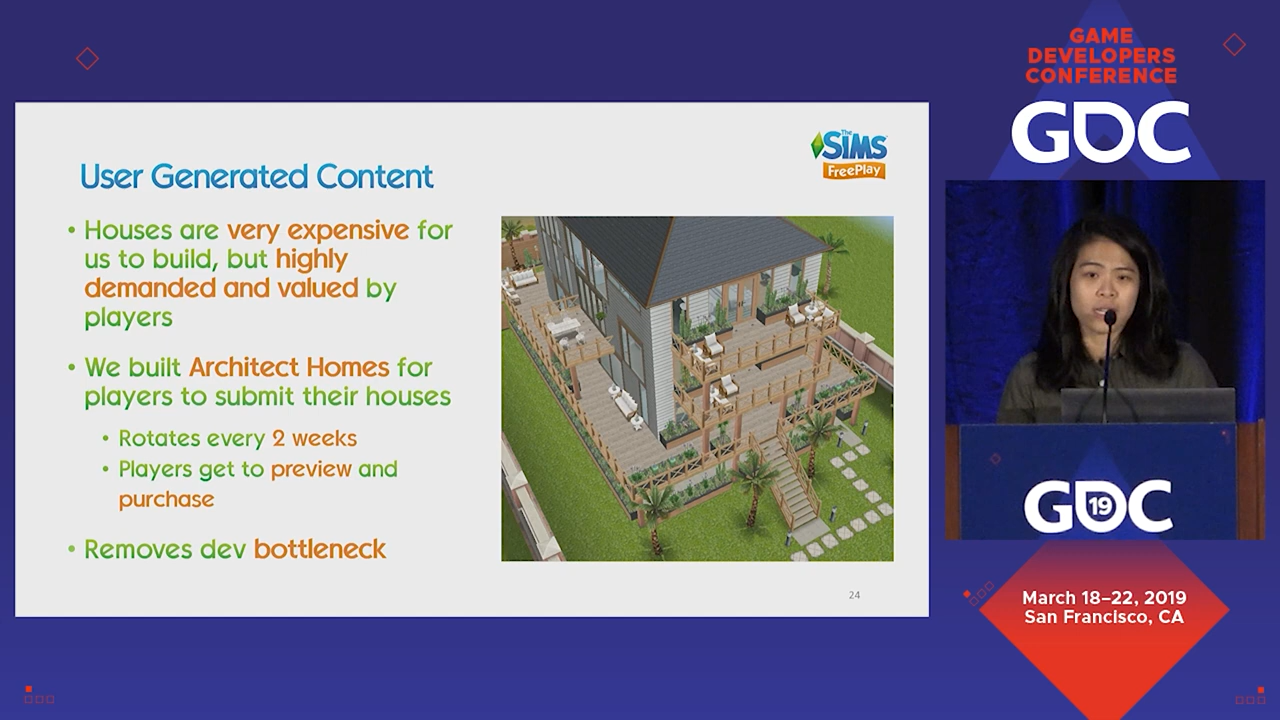 GAME
DEVELOPERS
CONFERENCE
GDC
The
SiMS
FreePlay
User Generated Content
• Houses are very expensive for
us to build, but highly
demanded and valued by
players
• We built Architect Homes for
players to submit their houses
• Rotates every 2 weeks
• Players get to preview and
purchase
• Removes dev bottleneck
24
GDC
19
March 18–22, 2019
San Francisco, CA